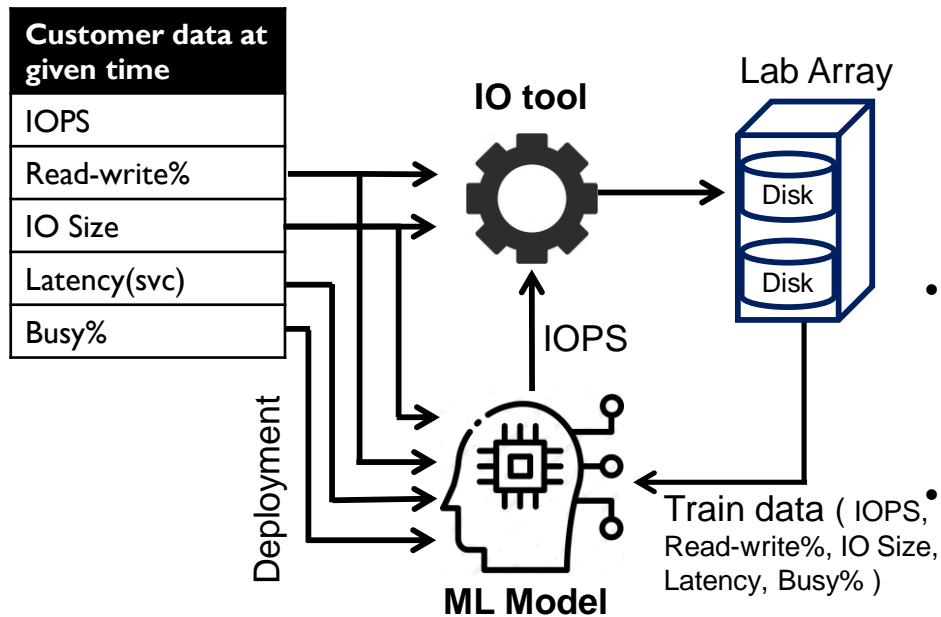 Customer data at
given time
IOPS
Read-write%
IO Size
Latency(svc)
Busy%
IO tool
Lab Array
Disk
Disk
IOPS
Deployment
ML Model
Train data ( IOPS,
Read-write%, IO Size,
Latency, Busy% )
•
•